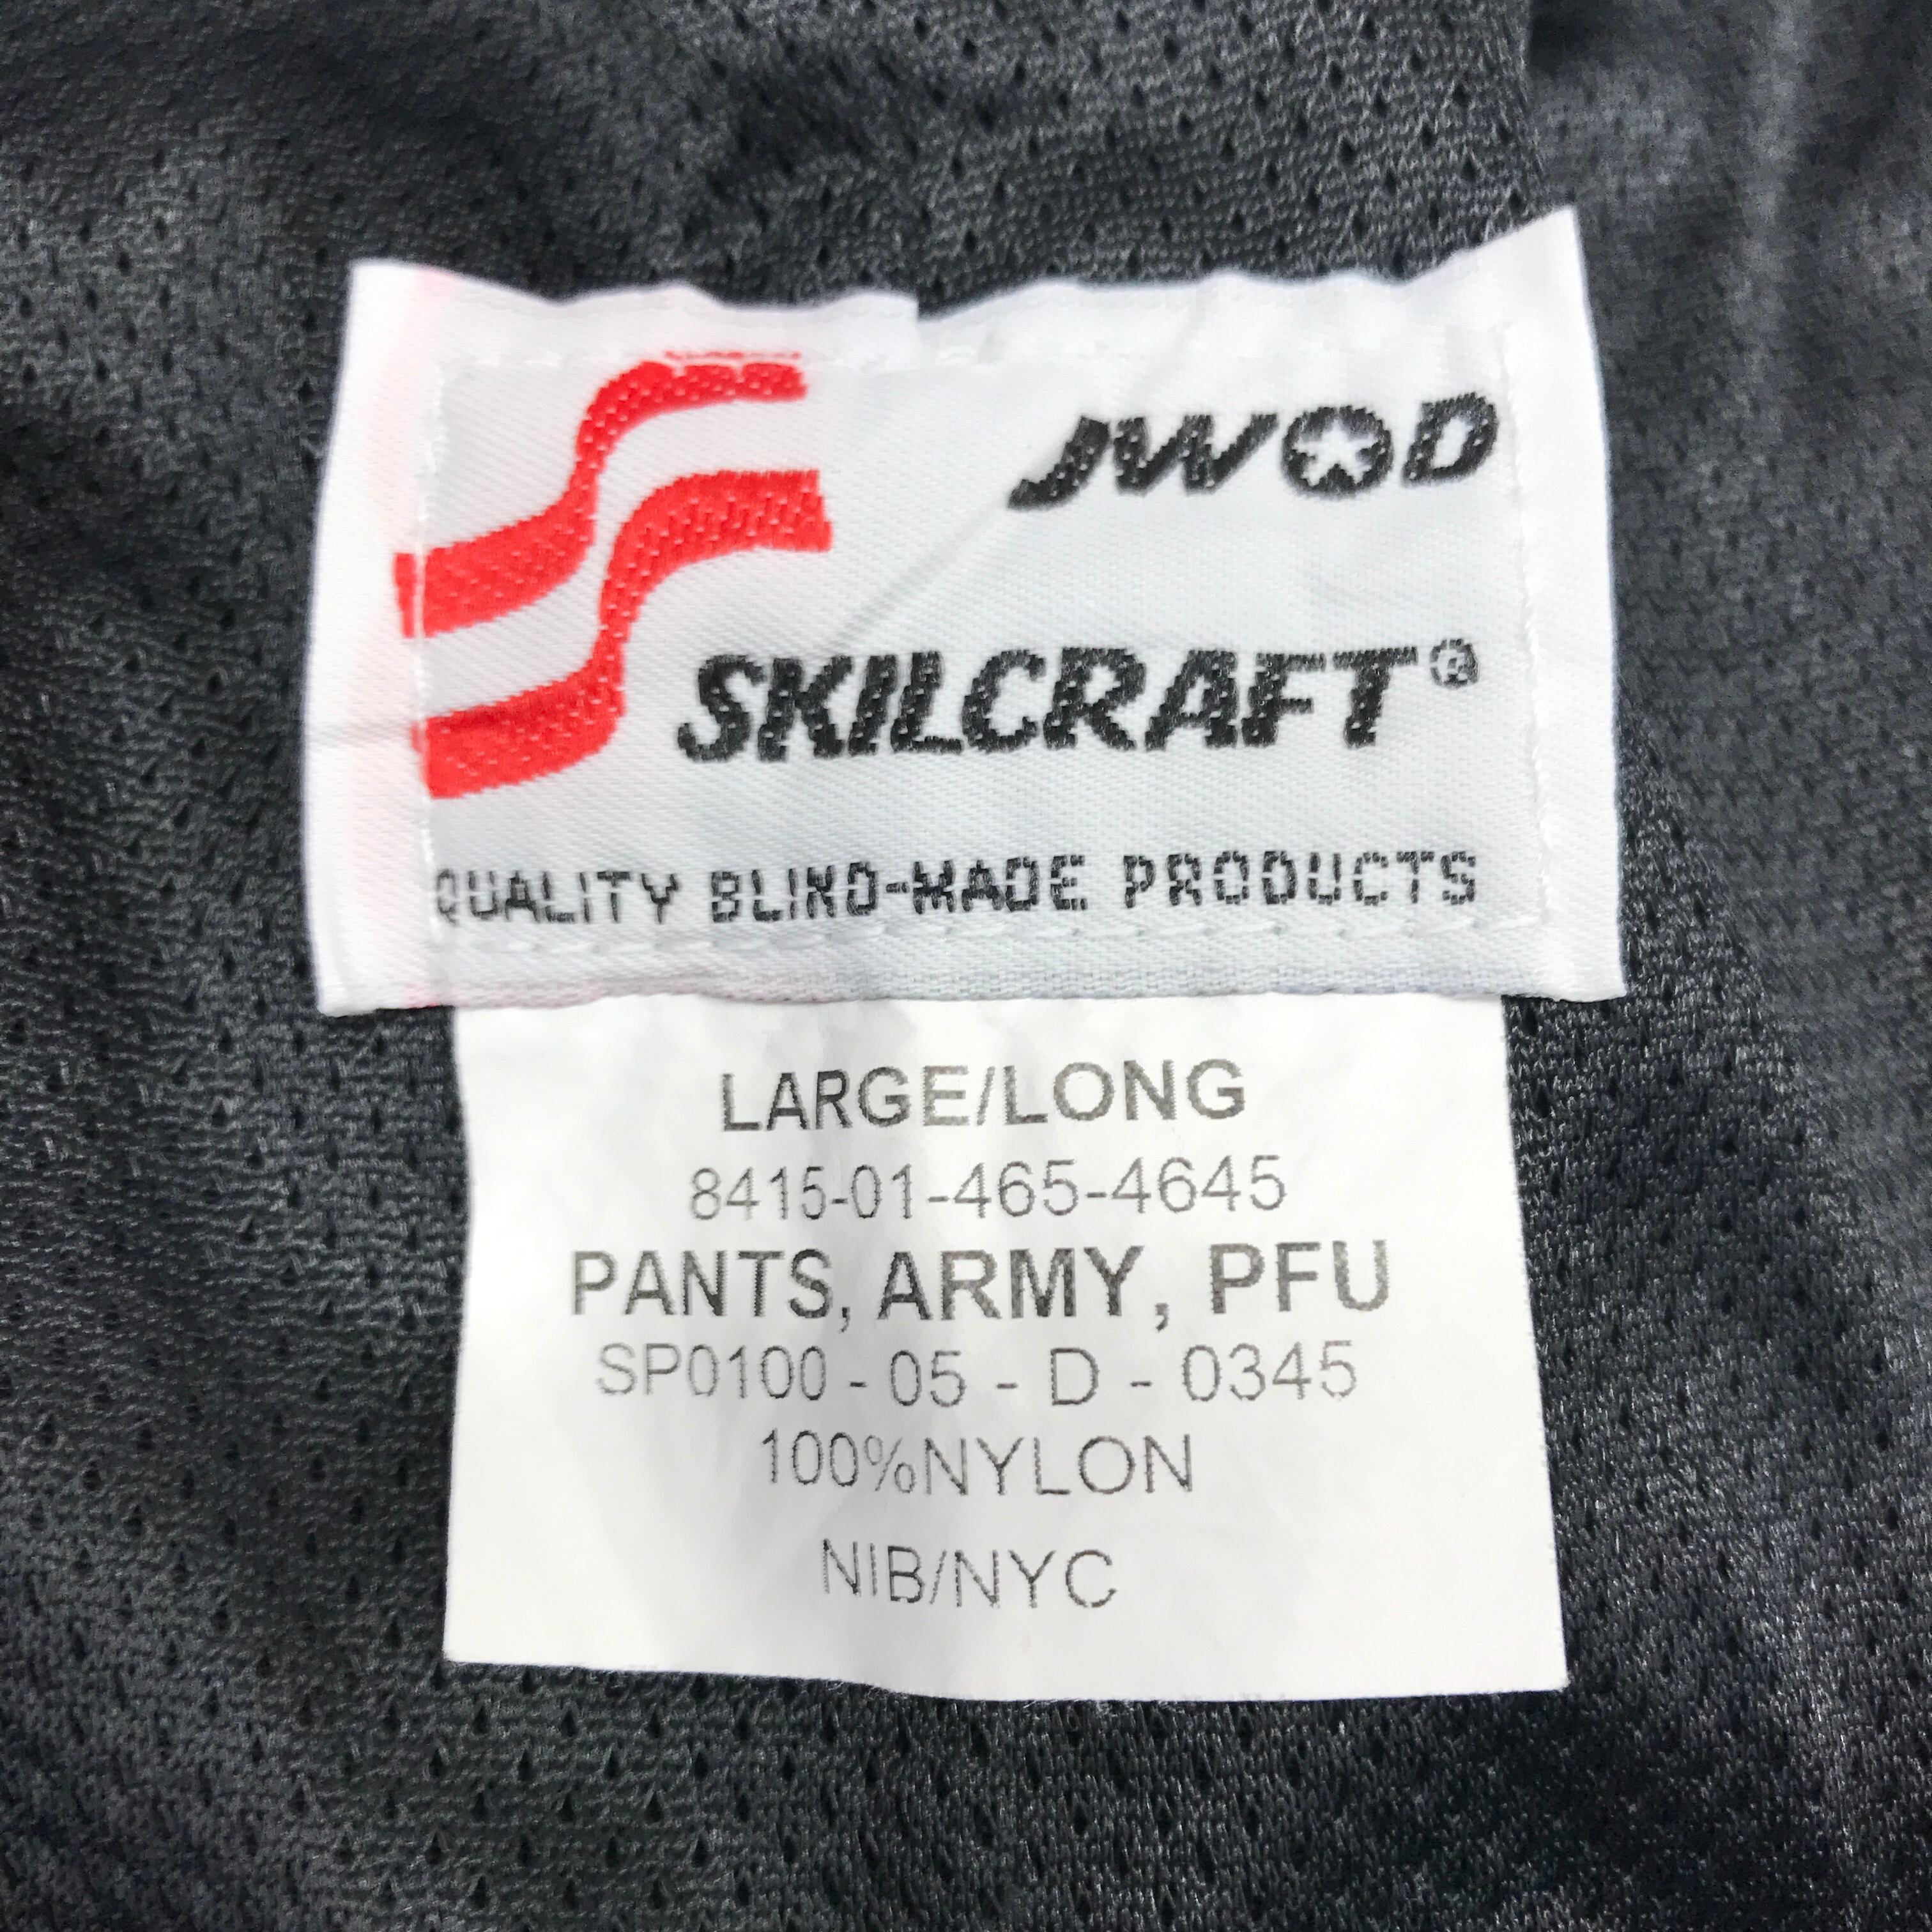 JWOD
SKILCRAFT®
QUALITY BLIND-MADE PRODUCTS
LARGE/LONG
8415-01-465-4645
PANTS, ARMY, PFU
SP0100 - 05 - D - 0345
100%NYLON
NIB/NYC